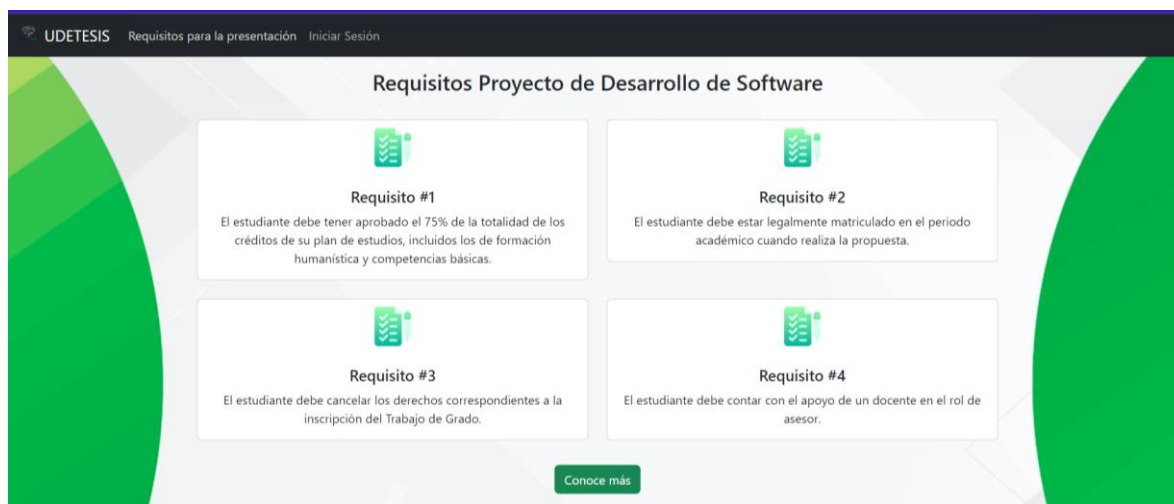 UDETESIS Requisitos para la presentación Iniciar Sesión
Requisitos Proyecto de Desarrollo de Software
Requisito #1
El estudiante debe tener aprobado el 75% de la totalidad de los
créditos de su plan de estudios, incluidos los de formación
humanística y competencias básicas.
Requisito #2
El estudiante debe estar legalmente matriculado en el periodo
académico cuando realiza la propuesta.
Requisito #3
El estudiante debe cancelar los derechos correspondientes a la
inscripción del Trabajo de Grado.
Requisito #4
El estudiante debe contar con el apoyo de un docente en el rol de
asesor.
Conoce más